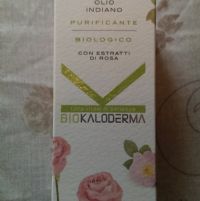 OLIO
INDIANO
PURIFICANTE
BIOLOGICO
CON ESTRATTI
DI ROSA
BIOKALODERMA